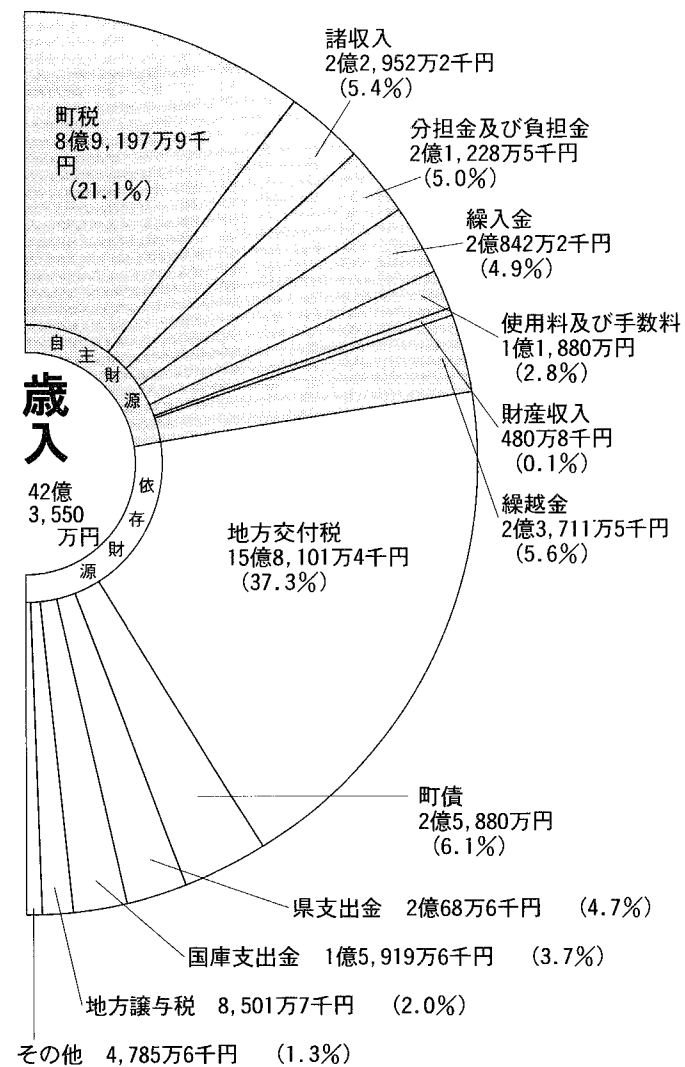 諸収入
2億2,952万2千円
(5.4%)
町税
8億9,197万9千
円
(21.1%)
分担金及び負担金
2億1,228万5千円
(5.0%)
繰入金
2億842万2千円
(4.9%)
使用料及び手数料
1億1,880万円
(2.8%)
財産収入
480万8千円
(0.1%)
繰越金
2億3,711万5千円
(5.6%)
自主財源
歳
入
42億
3,550
万円
依存財源
地方交付税
15億8,101万4千円
(37.3%)
町債
2億5,880万円
(6.1%)
県支出金 2億68万6千円 (4.7%)
国庫支出金 1億5,919万6千円 (3.7%)
地方譲与税 8,501万7千円 (2.0%)
その他 4,785万6千円 (1.3%)